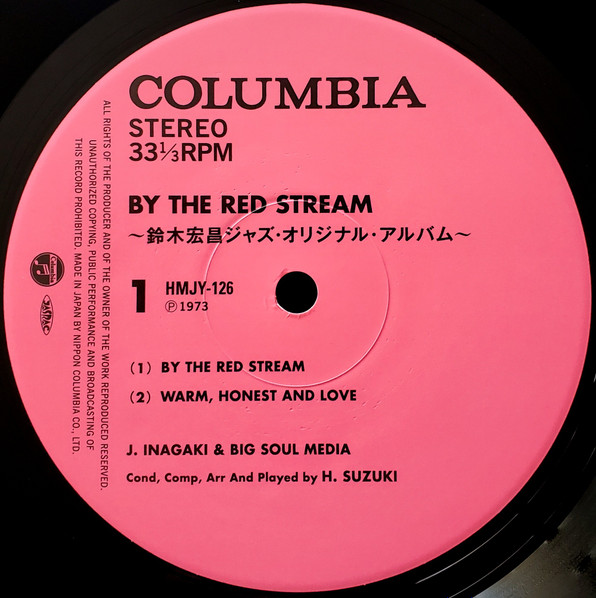 COLUMBIA
STEREO
33⅓RPM
BY THE RED STREAM
~鈴木宏昌ジャズ・オリジナル・アルバム~
1 HMJY-126
Ⓟ 1973
(1) BY THE RED STREAM
(2) WARM, HONEST AND LOVE
J. INAGAKI & BIG SOUL MEDIA
Cond, Comp, Arr And Played by H. SUZUKI
ALL RIGHTS OF THE PRODUCER AND OF THE OWNER OF THE WORK REPRODUCED RESERVED.
UNAUTHORIZED COPYING, PUBLIC PERFORMANCE AND BROADCASTING OF
THIS RECORD PROHIBITED. MADE IN JAPAN BY NIPPON COLUMBIA CO., LTD.
Columbia
JASRAC